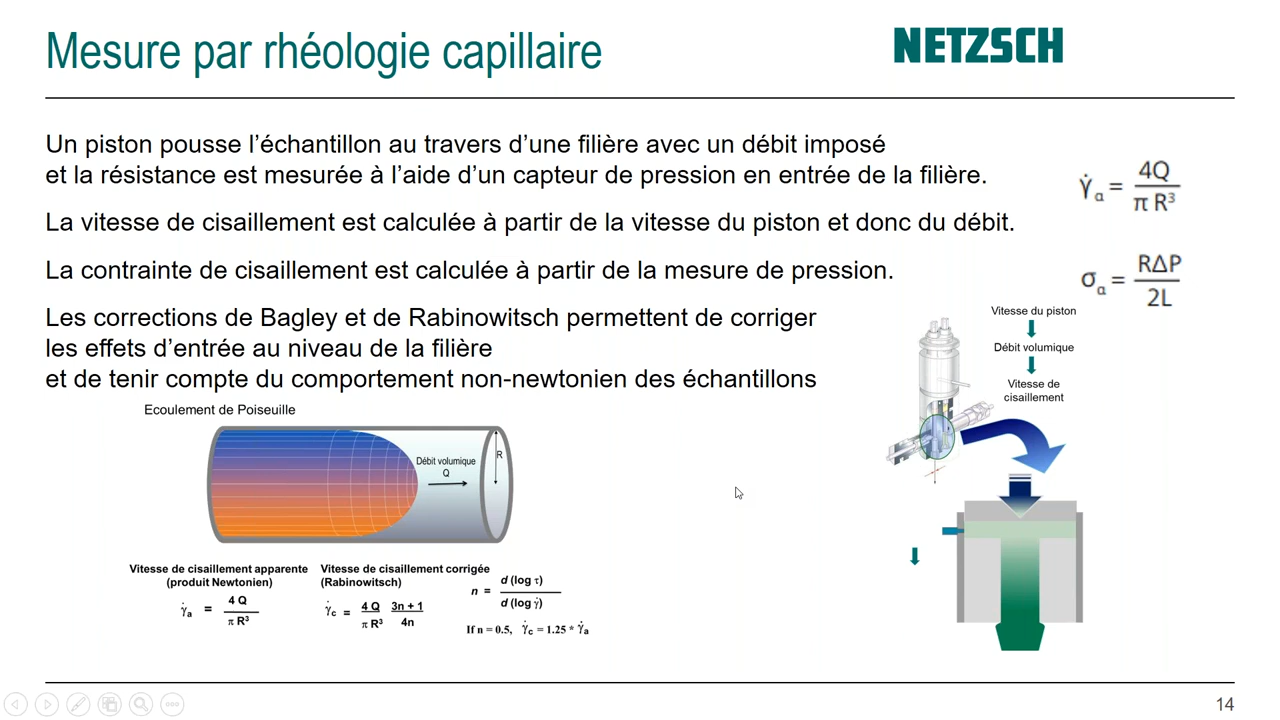 Mesure par rhéologie capillaire
NETZSCH
Un piston pousse l’échantillon au travers d’une filière avec un débit imposé
et la résistance est mesurée à l’aide d’un capteur de pression en entrée de la filière.
La vitesse de cisaillement est calculée à partir de la vitesse du piston et donc du débit.
La contrainte de cisaillement est calculée à partir de la mesure de pression.
Les corrections de Bagley et de Rabinowitsch permettent de corriger
les effets d’entrée au niveau de la filière
et de tenir compte du comportement non-newtonien des échantillons
γ̇a = 4Q / π R³
σa = RΔP / 2L
Vitesse du piston
Débit volumique
Vitesse de
cisaillement
Ecoulement de Poiseuille
Débit volumique
Q
R
Vitesse de cisaillement apparente
(produit Newtonien)
γ̇a = 4 Q / π R³
Vitesse de cisaillement corrigée
(Rabinowitsch)
γ̇c = 4 Q / π R³ 3n + 1 / 4n
n = d (log τ) / d (log γ̇)
If n = 0.5, γ̇c = 1.25 * γ̇a
14